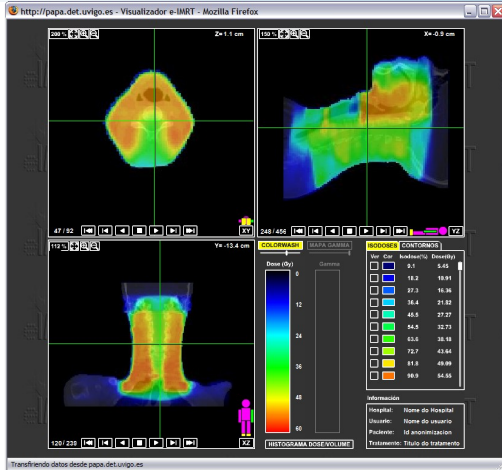 http://papa.det.uvigo.es - Visualizador e-IMRT - Mozilla Firefox
200 %
Z= 1.1 cm
47 / 92
XY
150 %
X= -0.9 cm
248 / 456
YZ
112 %
Y= -13.4 cm
120 / 238
XZ
COLORWASH
MAPA GAMMA
Dose (Gy)
Gamma
0
12
24
36
48
60
HISTOGRAMA DOSE/VOLUME
ISODOSES
CONTORNOS
Ver Cor Isodose(%) Dose(Gy)
9.1 5.45
18.2 10.91
27.3 16.36
36.4 21.82
45.5 27.27
54.5 32.73
63.6 38.18
72.7 43.64
81.8 49.09
90.9 54.55
Información
Hospital: Nome do Hospital
Usuario: Nome do usuario
Paciente: Id anonimizacion
Tratamento: Título do tratamento
Transfiriendo datos desde papa.det.uvigo.es